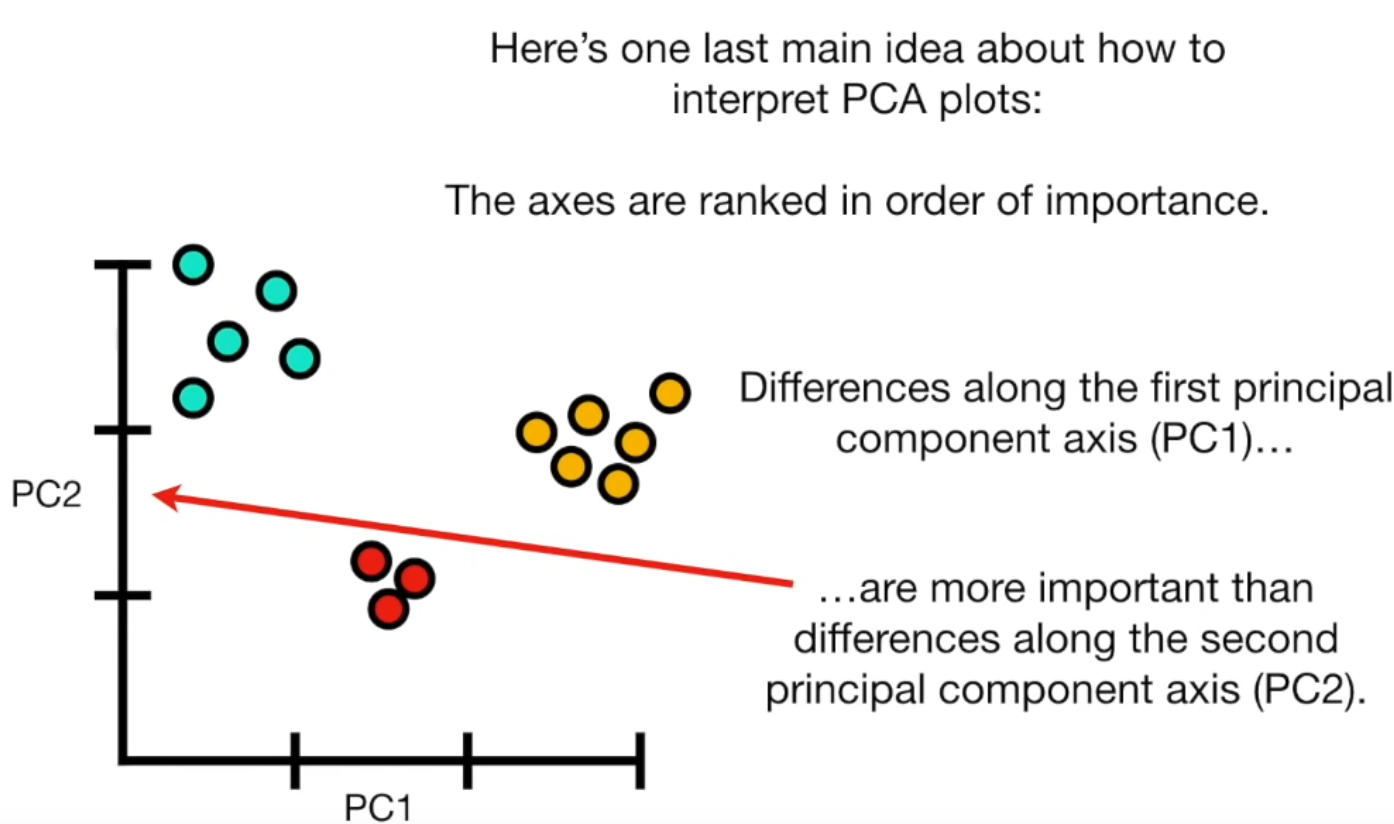 Here’s one last main idea about how to
interpret PCA plots:
The axes are ranked in order of importance.
Differences along the first principal
component axis (PC1)…
PC2
…are more important than
differences along the second
principal component axis (PC2).
PC1